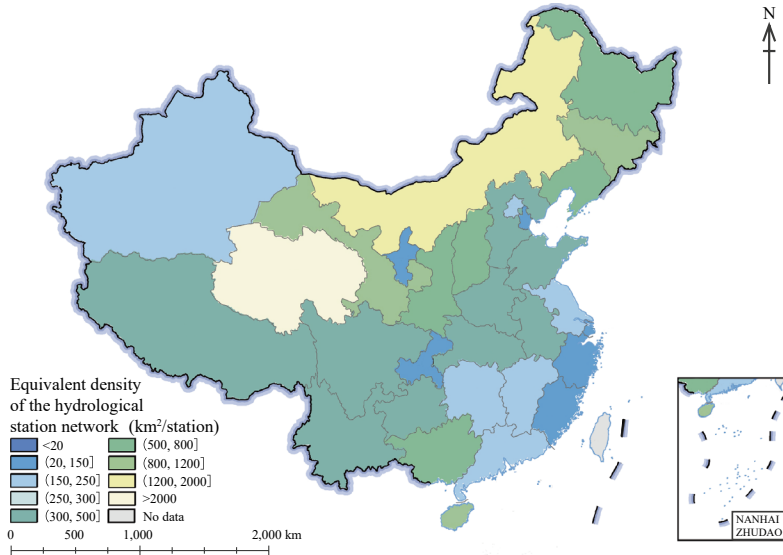 N
Equivalent density
of the hydrological
station network (km²/station)
<20
(20, 150]
(150, 250]
(250, 300]
(300, 500]
(500, 800]
(800, 1200]
(1200, 2000]
>2000
No data
0 500 1,000 2,000 km
NANHAI
ZHUDAO